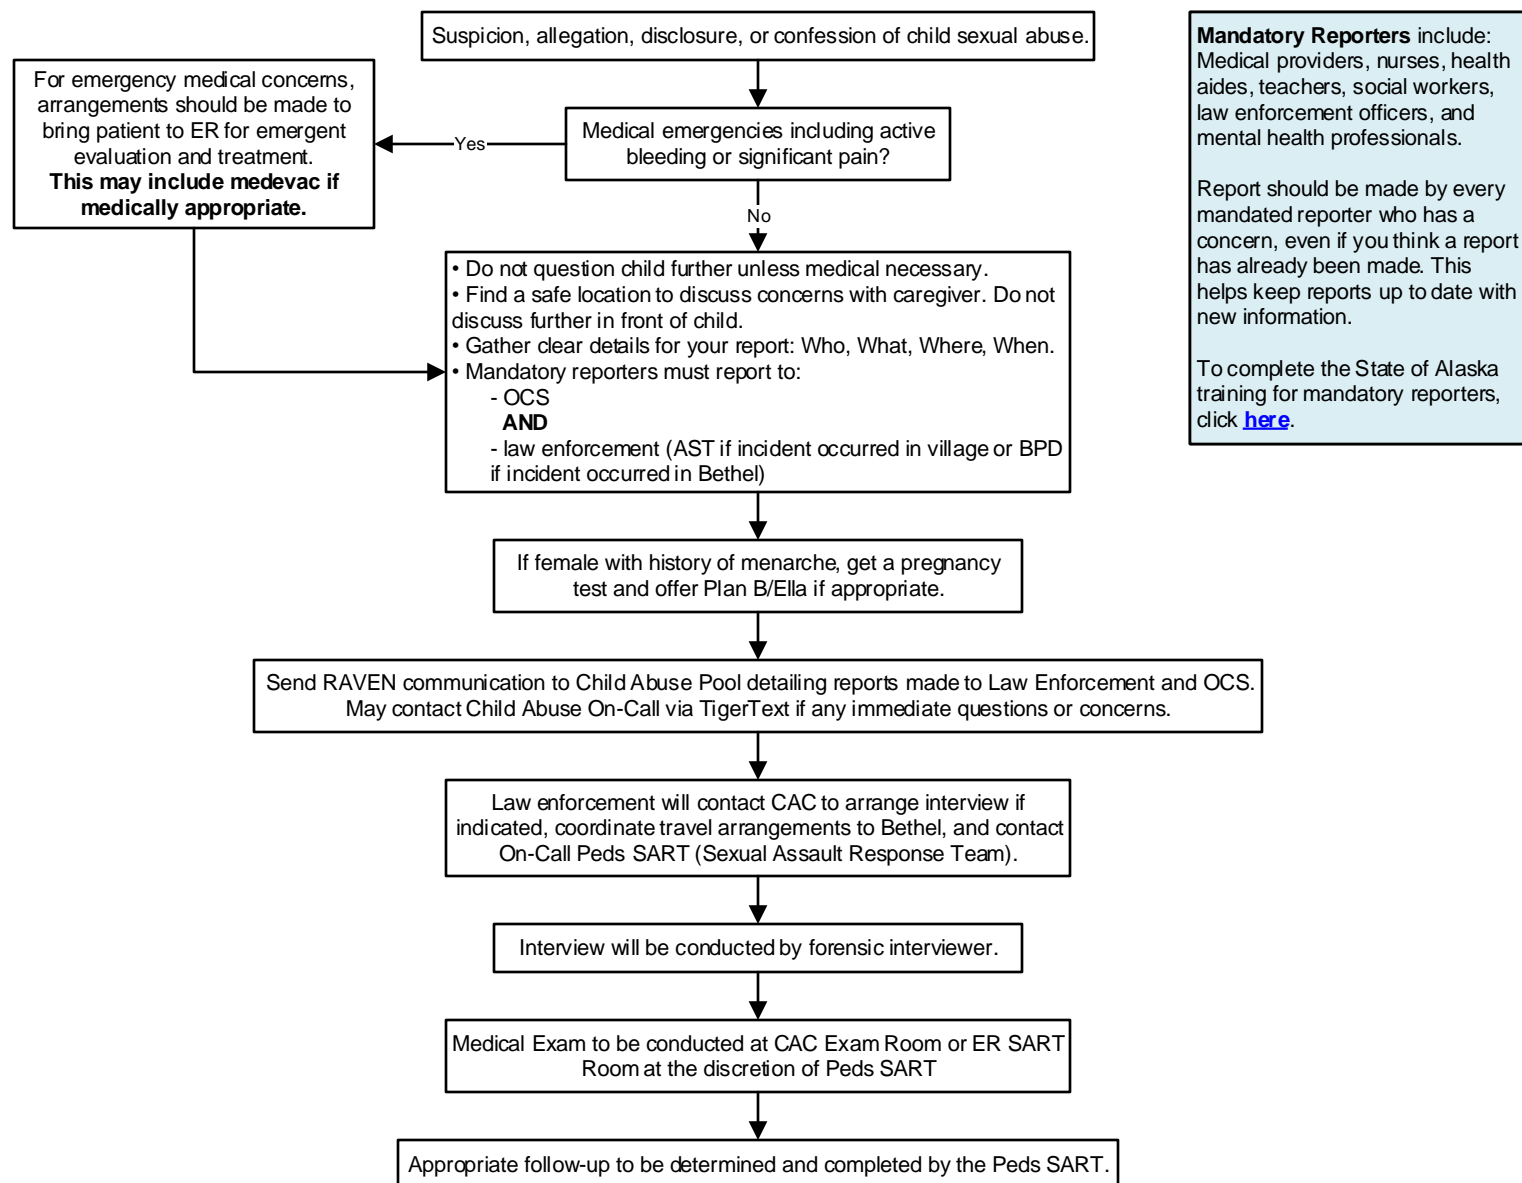 Suspicion, allegation, disclosure, or confession of child sexual abuse.
For emergency medical concerns,
arrangements should be made to
bring patient to ER for emergent
evaluation and treatment.
This may include medevac if
medically appropriate.
Yes
Medical emergencies including active
bleeding or significant pain?
No
• Do not question child further unless medical necessary.
• Find a safe location to discuss concerns with caregiver. Do not
discuss further in front of child.
• Gather clear details for your report: Who, What, Where, When.
• Mandatory reporters must report to:
- OCS
AND
- law enforcement (AST if incident occurred in village or BPD
if incident occurred in Bethel)
If female with history of menarche, get a pregnancy
test and offer Plan B/Ella if appropriate.
Send RAVEN communication to Child Abuse Pool detailing reports made to Law Enforcement and OCS.
May contact Child Abuse On-Call via TigerText if any immediate questions or concerns.
Law enforcement will contact CAC to arrange interview if
indicated, coordinate travel arrangements to Bethel, and contact
On-Call Peds SART (Sexual Assault Response Team).
Interview will be conducted by forensic interviewer.
Medical Exam to be conducted at CAC Exam Room or ER SART
Room at the discretion of Peds SART
Appropriate follow-up to be determined and completed by the Peds SART.
Mandatory Reporters include:
Medical providers, nurses, health
aides, teachers, social workers,
law enforcement officers, and
mental health professionals.
Report should be made by every
mandated reporter who has a
concern, even if you think a report
has already been made. This
helps keep reports up to date with
new information.
To complete the State of Alaska
training for mandatory reporters,
click here.